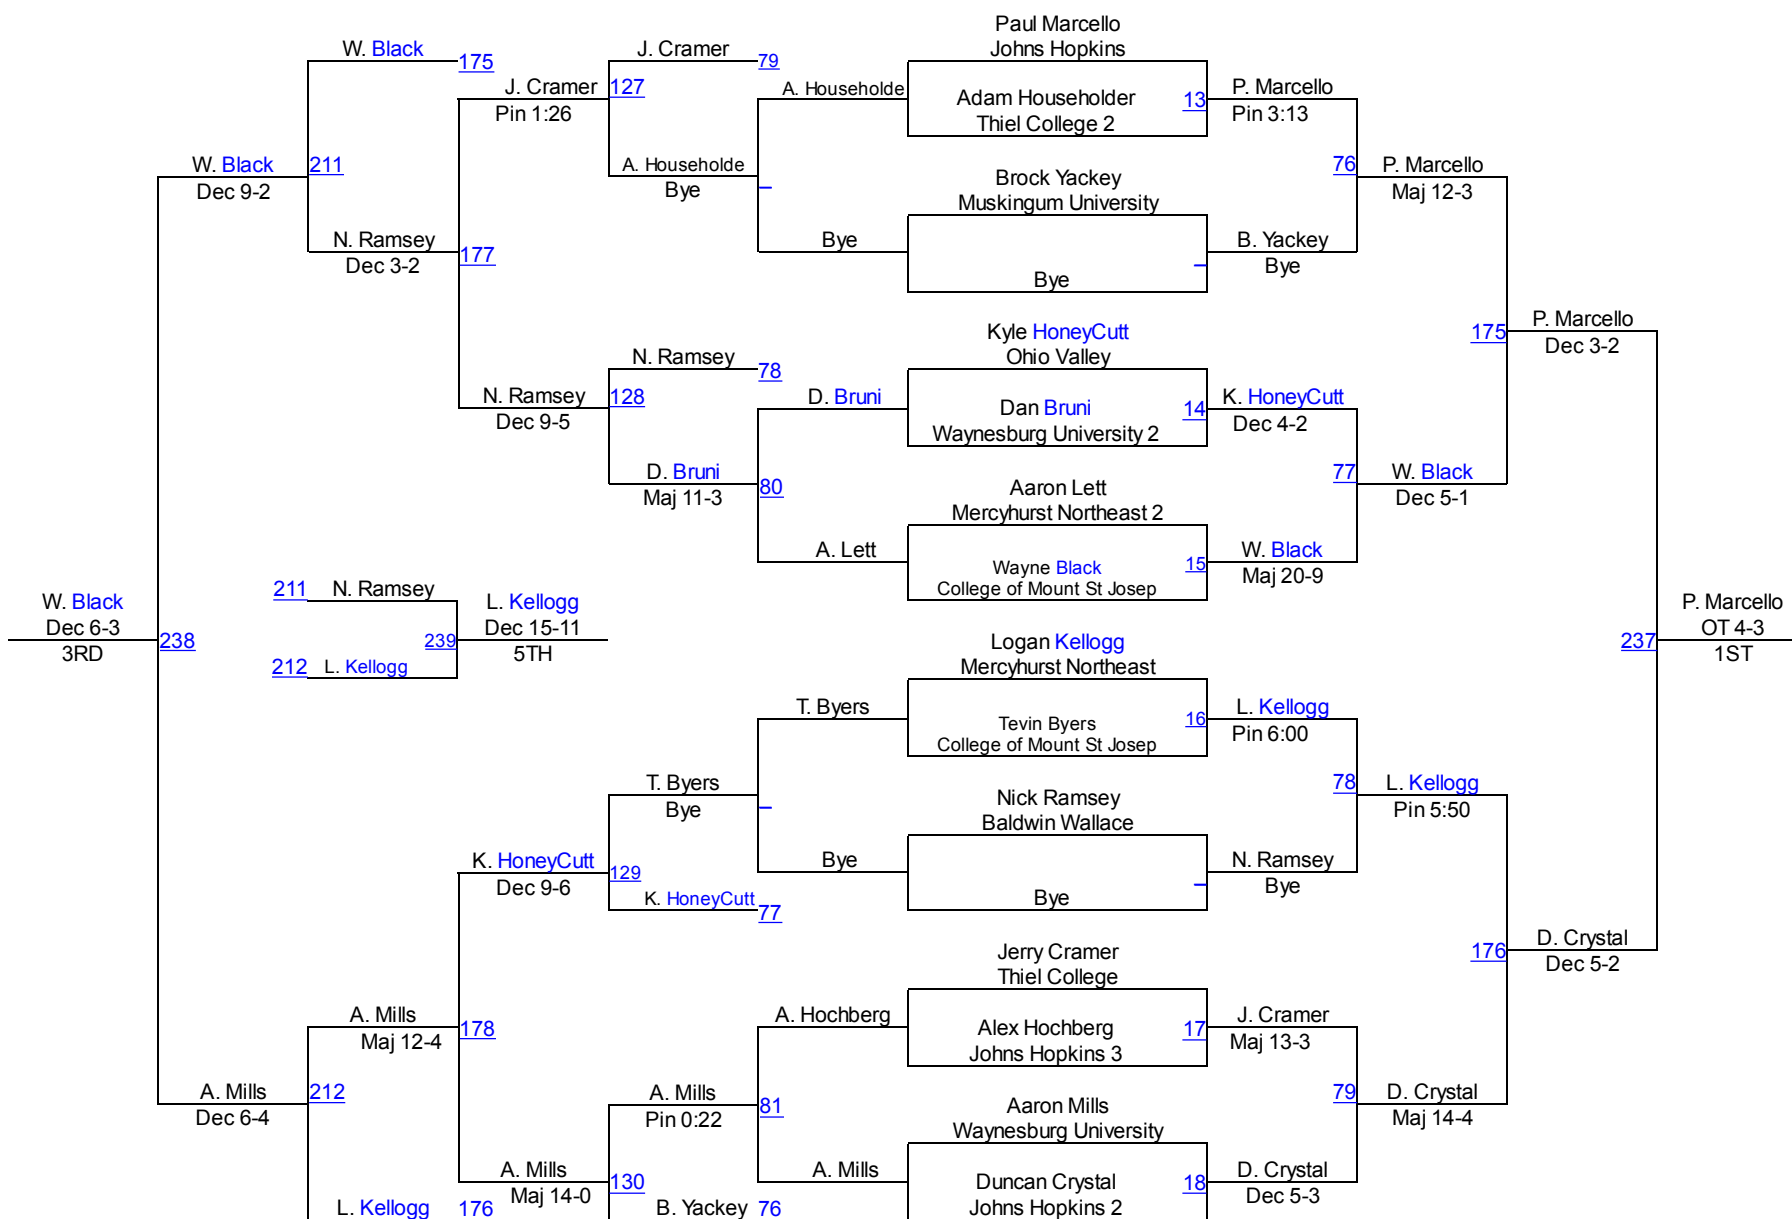 Paul Marcello
W. Black
J. Cramer
Johns Hopkins
175
79
J. Cramer
127
A. Householde
P. Marcello
Adam Householder
13
Pin 1:26
Pin 3:13
Thiel College 2
W. Black
211
A. Householde
76
P. Marcello
Dec 9-2
Bye
–
Brock Yackey
Maj 12-3
Muskingum University
N. Ramsey
177
Bye
B. Yackey
Dec 3-2
Bye
–
Bye
Kyle HoneyCutt
175
P. Marcello
N. Ramsey
78
Ohio Valley
Dec 3-2
N. Ramsey
128
D. Bruni
Dan Bruni
14
K. HoneyCutt
Dec 9-5
Waynesburg University 2
Dec 4-2
D. Bruni
80
77
W. Black
Maj 11-3
Aaron Lett
Dec 5-1
Mercyhurst Northeast 2
A. Lett
Wayne Black
15
W. Black
College of Mount St Josep
Maj 20-9
211
N. Ramsey
W. Black
L. Kellogg
P. Marcello
Dec 6-3
238
239
Dec 15-11
Logan Kellogg
237
OT 4-3
3RD
212
L. Kellogg
5TH
Mercyhurst Northeast
1ST
T. Byers
Tevin Byers
16
L. Kellogg
College of Mount St Josep
Pin 6:00
T. Byers
78
L. Kellogg
Bye
–
Nick Ramsey
Pin 5:50
Baldwin Wallace
K. HoneyCutt
129
Bye
N. Ramsey
Dec 9-6
Bye
–
Bye
K. HoneyCutt
77
Jerry Cramer
176
D. Crystal
Thiel College
Dec 5-2
A. Mills
178
A. Hochberg
Alex Hochberg
17
J. Cramer
Maj 12-4
Johns Hopkins 3
Maj 13-3
A. Mills
212
A. Mills
81
79
D. Crystal
Dec 6-4
Pin 0:22
Aaron Mills
Maj 14-4
Waynesburg University
A. Mills
130
A. Mills
Duncan Crystal
18
D. Crystal
Maj 14-0
Dec 5-3
L. Kellogg
176
B. Yackey
76
Johns Hopkins 2